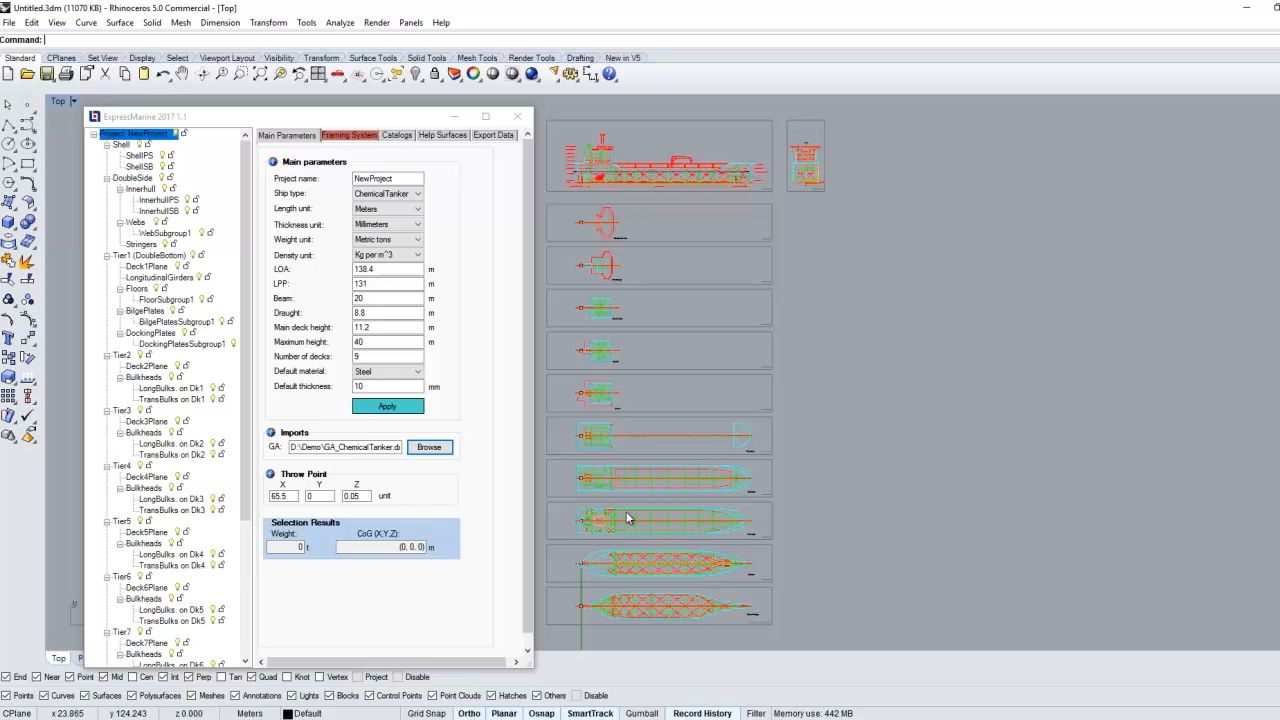 Untitled.3dm (11070 KB) - Rhinoceros 5.0 Commercial - [Top]
File Edit View Curve Surface Solid Mesh Dimension Transform Tools Analyze Render Panels Help
Command:
Standard CPlanes Set View Display Select Viewport Layout Visibility Transform Surface Tools Solid Tools Mesh Tools Render Tools Drafting New in V5
Top
ExpressMarine 2017 1.1
Project: NewProject
Shell
ShellPS
ShellSB
DoubleSide
Innerhull
InnerhullPS
InnerhullSB
Webs
WebSubgroup1
Stringers
Tier1 (DoubleBottom)
Deck1Plane
LongitudinalGirders
Floors
FloorSubgroup1
BilgePlates
BilgePlatesSubgroup1
DockingPlates
DockingPlatesSubgroup1
Tier2
Deck2Plane
Bulkheads
LongBulks. on Dk1
TransBulks on Dk1
Tier3
Deck3Plane
Bulkheads
LongBulks. on Dk2
TransBulks. on Dk2
Tier4
Deck4Plane
Bulkheads
LongBulks. on Dk3
TransBulks. on Dk3
Tier5
Deck5Plane
Bulkheads
LongBulks. on Dk4
TransBulks. on Dk4
Tier6
Deck6Plane
Bulkheads
LongBulks. on Dk5
TransBulks. on Dk5
Tier7
Deck7Plane
Bulkheads
LongBulks. on Dk6
Main Parameters Framing System Catalogs Help Surfaces Export Data
Main parameters
Project name: NewProject
Ship type: ChemicalTanker
Length unit: Meters
Thickness unit: Millimeters
Weight unit: Metric tons
Density unit: Kg per m^3
LOA: 138.4 m
LPP: 131 m
Beam: 20 m
Draught: 8.8 m
Main deck height: 11.2 m
Maximum height: 40 m
Number of decks: 9
Default material: Steel
Default thickness: 10 mm
Apply
Imports
GA: D:\Demo\GA_ChemicalTanker.d Browse
Throw Point
X Y Z
65.5 0 0.05 unit
Selection Results
Weight: CoG (X,Y,Z):
0 t (0, 0, 0) m
Top
End Near Point Mid Cen Int Perp Tan Quad Knot Vertex Project Disable
Points Curves Surfaces Polysurfaces Meshes Annotations Lights Blocks Control Points Point Clouds Hatches Others Disable
CPlane x 23.865 y 124.243 z 0.000 Meters Default Grid Snap Ortho Planar Osnap SmartTrack Gumball Record History Filter Memory use: 442 MB